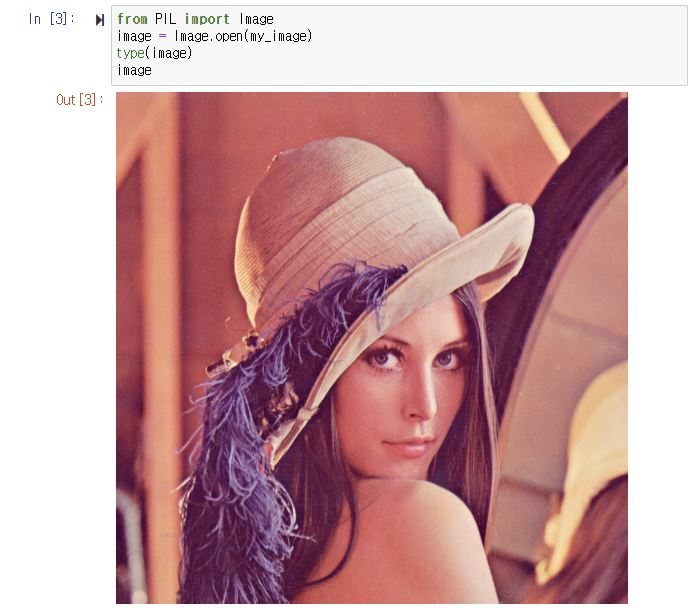 In [3]:
from PIL import Image
image = Image.open(my_image)
type(image)
image
Out[3]: